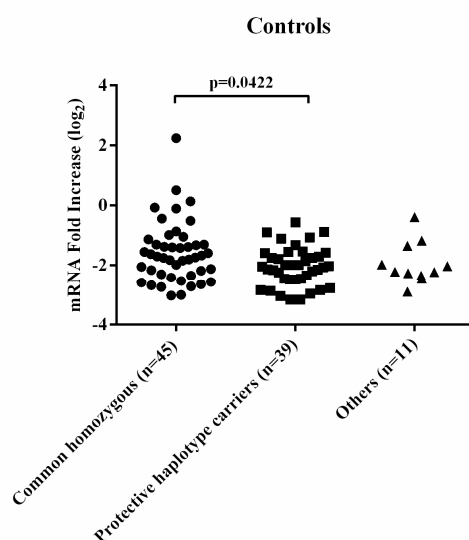 Controls
p=0.0422
mRNA Fold Increase (log2)
4
2
0
-2
-4
Common homozygous (n=45)
Protective haplotype carriers (n=39)
Others (n=11)